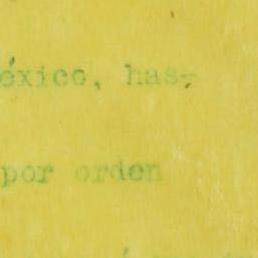 éxico, has-
por orden